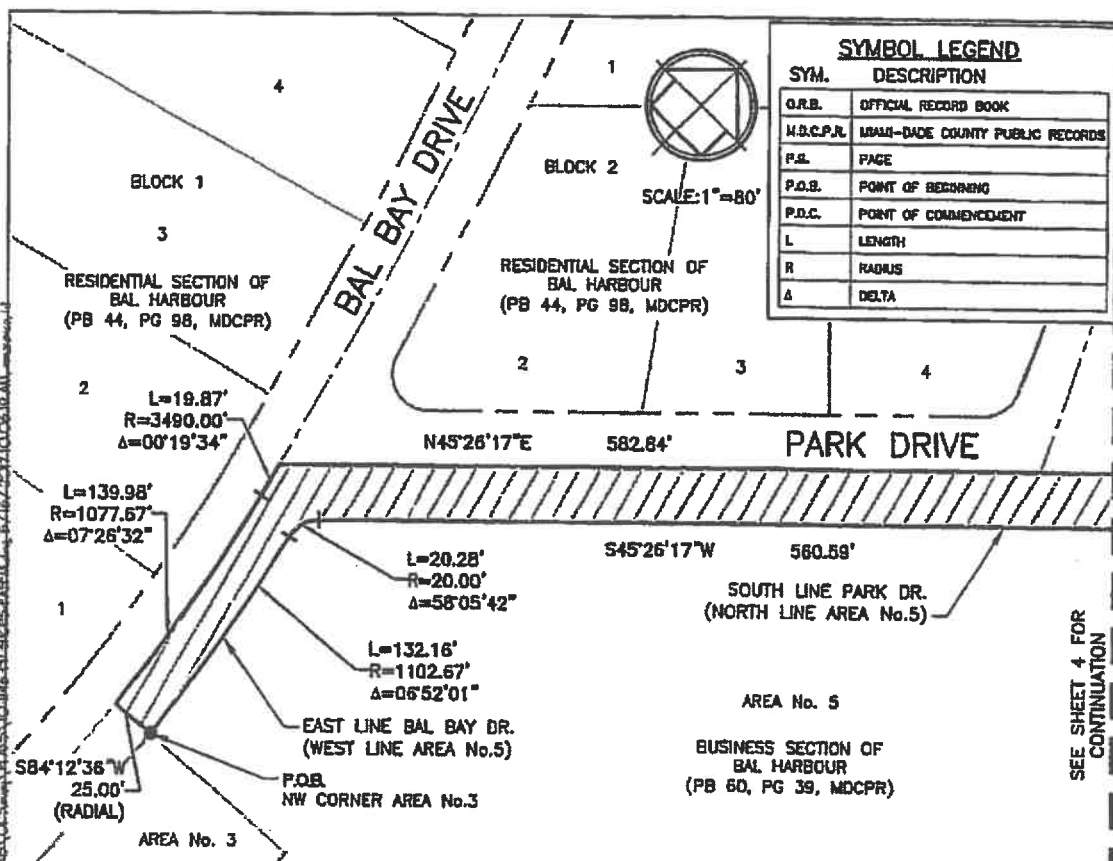 SYMBOL LEGEND
SYM. DESCRIPTION
O.R.B. OFFICIAL RECORD BOOK
M.D.C.P.R. MIAMI-DADE COUNTY PUBLIC RECORDS
P.G. PAGE
P.O.B. POINT OF BEGINNING
P.O.C. POINT OF COMMENCEMENT
L LENGTH
R RADIUS
Δ DELTA
4
BLOCK 1
3
RESIDENTIAL SECTION OF
BAL HARBOUR
(PB 44, PG 98, MDCPR)
2
1
BAL BAY DRIVE
1
BLOCK 2
SCALE:1"=80'
RESIDENTIAL SECTION OF
BAL HARBOUR
(PB 44, PG 98, MDCPR)
2
3
4
L=19.87'
R=3490.00'
Δ=00°19'34"
N45°26'17"E 582.84'
PARK DRIVE
L=139.98'
R=1077.67'
Δ=07°26'32"
L=20.28'
R=20.00'
Δ=58°05'42"
S45°26'17"W 560.59'
SOUTH LINE PARK DR.
(NORTH LINE AREA No.5)
L=132.16'
R=1102.67'
Δ=06°52'01"
EAST LINE BAL BAY DR.
(WEST LINE AREA No.5)
AREA No. 5
BUSINESS SECTION OF
BAL HARBOUR
(PB 60, PG 39, MDCPR)
SEE SHEET 4 FOR
CONTINUATION
S84°12'36"W
25.00'
(RADIAL)
P.O.B.
NW CORNER AREA No.3
AREA No. 3